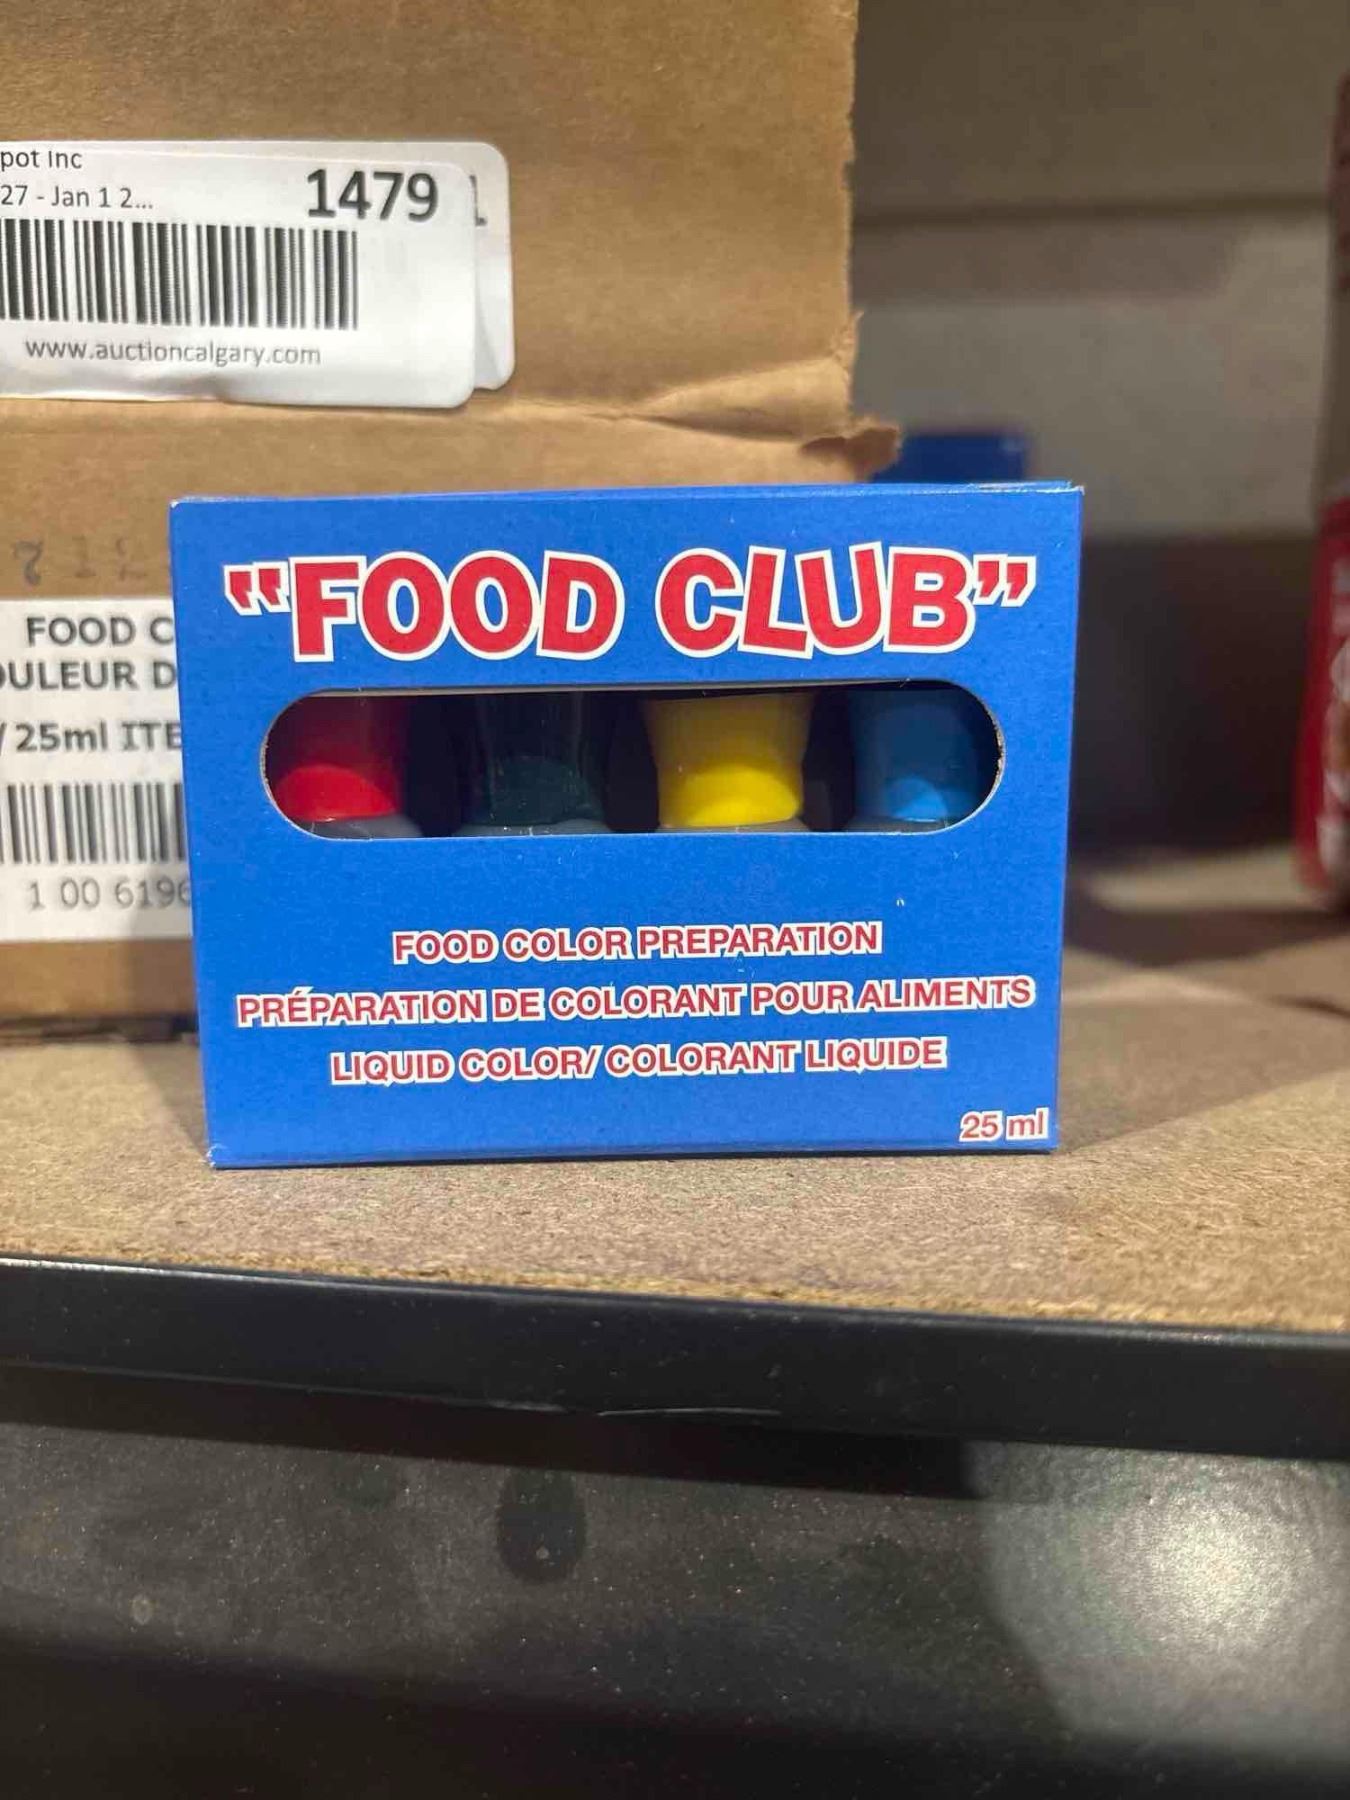 pot Inc
27 - Jan 1 2...
1479
www.auctioncalgary.com
"FOOD CLUB"
FOOD C
OULEUR D
/ 25ml ITE
1 00 6196
FOOD COLOR PREPARATION
PRÉPARATION DE COLORANT POUR ALIMENTS
LIQUID COLOR/ COLORANT LIQUIDE
25 ml